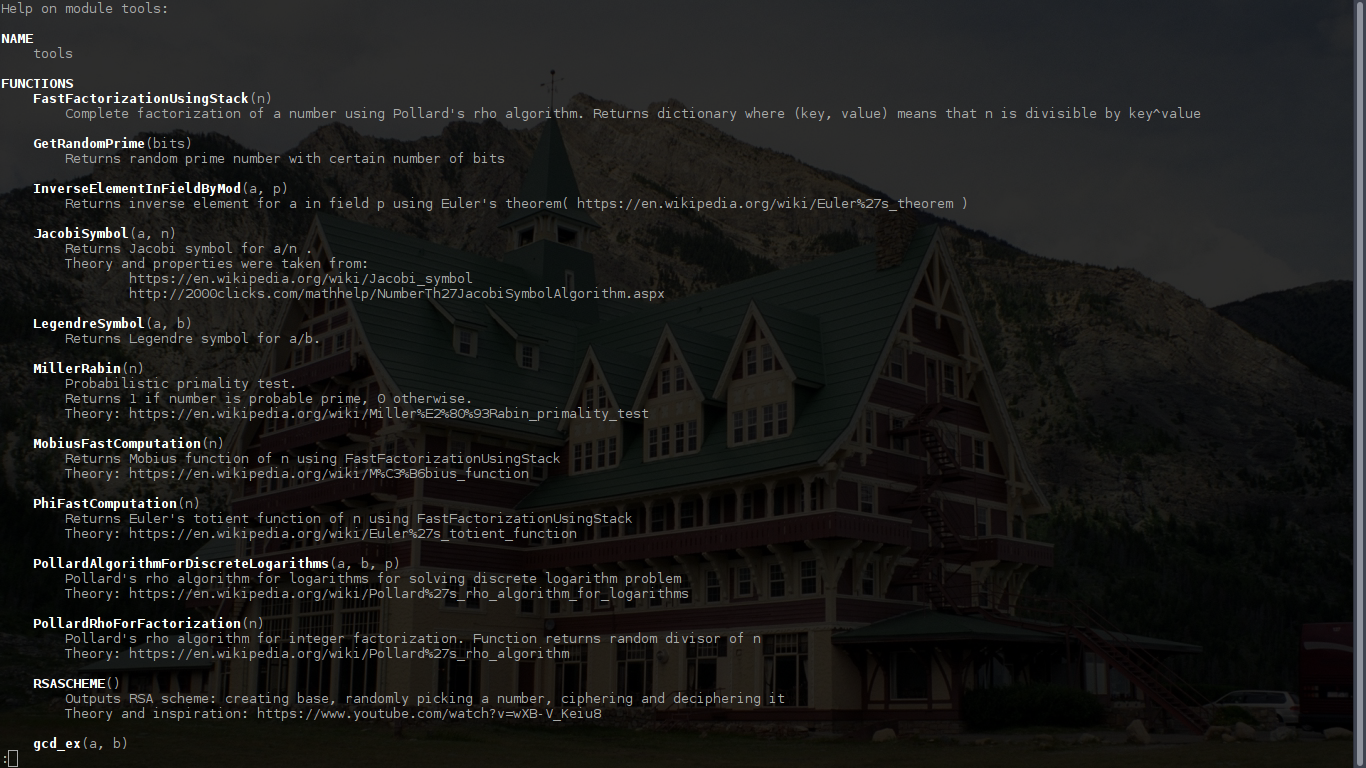 Help on module tools:
NAME
    tools
FUNCTIONS
    FastFactorizationUsingStack(n)
        Complete factorization of a number using Pollard's rho algorithm. Returns dictionary where (key, value) means that n is divisible by key^value
    GetRandomPrime(bits)
        Returns random prime number with certain number of bits
    InverseElementInFieldByMod(a, p)
        Returns inverse element for a in field p using Euler's theorem( https://en.wikipedia.org/wiki/Euler%27s_theorem )
    JacobiSymbol(a, n)
        Returns Jacobi symbol for a/n .
        Theory and properties were taken from:
                https://en.wikipedia.org/wiki/Jacobi_symbol
                http://2000clicks.com/mathhelp/NumberTh27JacobiSymbolAlgorithm.aspx
    LegendreSymbol(a, b)
        Returns Legendre symbol for a/b.
    MillerRabin(n)
        Probabilistic primality test.
        Returns 1 if number is probable prime, 0 otherwise.
        Theory: https://en.wikipedia.org/wiki/Miller%E2%80%93Rabin_primality_test
    MobiusFastComputation(n)
        Returns Mobius function of n using FastFactorizationUsingStack
        Theory: https://en.wikipedia.org/wiki/M%C3%B6bius_function
    PhiFastComputation(n)
        Returns Euler's totient function of n using FastFactorizationUsingStack
        Theory: https://en.wikipedia.org/wiki/Euler%27s_totient_function
    PollardAlgorithmForDiscreteLogarithms(a, b, p)
        Pollard's rho algorithm for logarithms for solving discrete logarithm problem
        Theory: https://en.wikipedia.org/wiki/Pollard%27s_rho_algorithm_for_logarithms
    PollardRhoForFactorization(n)
        Pollard's rho algorithm for integer factorization. Function returns random divisor of n
        Theory: https://en.wikipedia.org/wiki/Pollard%27s_rho_algorithm
    RSASCHEME()
        Outputs RSA scheme: creating base, randomly picking a number, ciphering and deciphering it
        Theory and inspiration: https://www.youtube.com/watch?v=wXB-V_Keiu8
    gcd_ex(a, b)
: